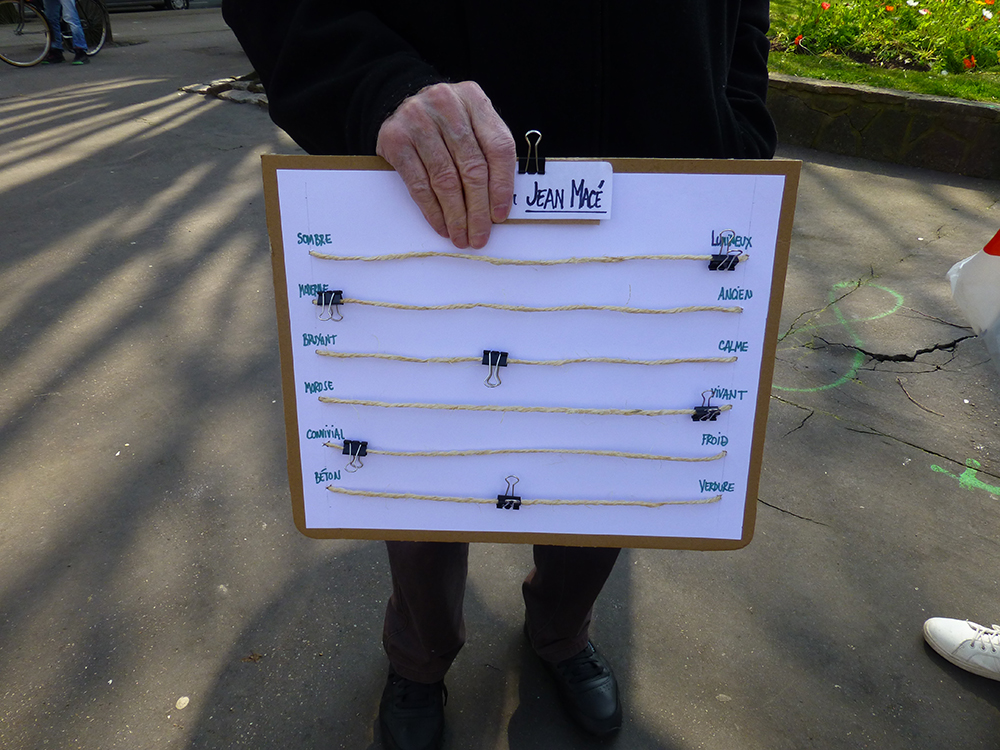 JEAN MACÉ
SOMBRE LUMINEUX
MODERNE ANCIEN
BRUYANT CALME
MOROSE VIVANT
CONVIVIAL FROID
BÉTON VERDURE